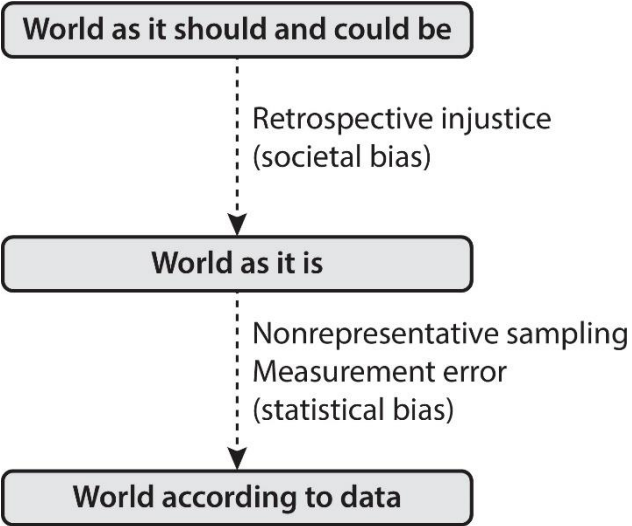 World as it should and could be
Retrospective injustice
(societal bias)
World as it is
Nonrepresentative sampling
Measurement error
(statistical bias)
World according to data